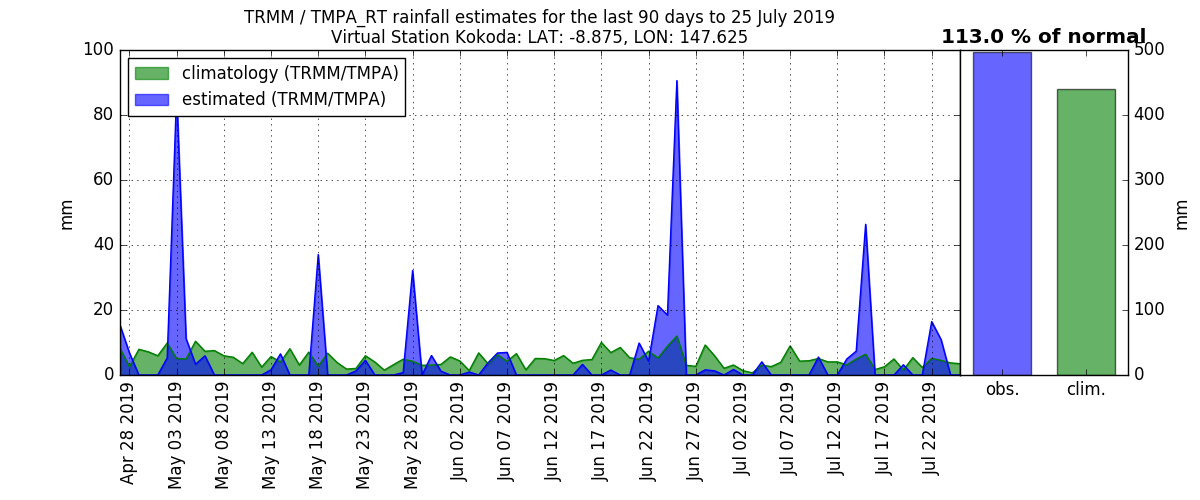 TRMM / TMPA_RT rainfall estimates for the last 90 days to 25 July 2019
Virtual Station Kokoda: LAT: -8.875, LON: 147.625
113.0 % of normal
climatology (TRMM/TMPA)
estimated (TRMM/TMPA)
100
80
60
40
20
0
mm
500
400
300
200
100
0
mm
Apr 28 2019
May 03 2019
May 08 2019
May 13 2019
May 18 2019
May 23 2019
May 28 2019
Jun 02 2019
Jun 07 2019
Jun 12 2019
Jun 17 2019
Jun 22 2019
Jun 27 2019
Jul 02 2019
Jul 07 2019
Jul 12 2019
Jul 17 2019
Jul 22 2019
obs.
clim.